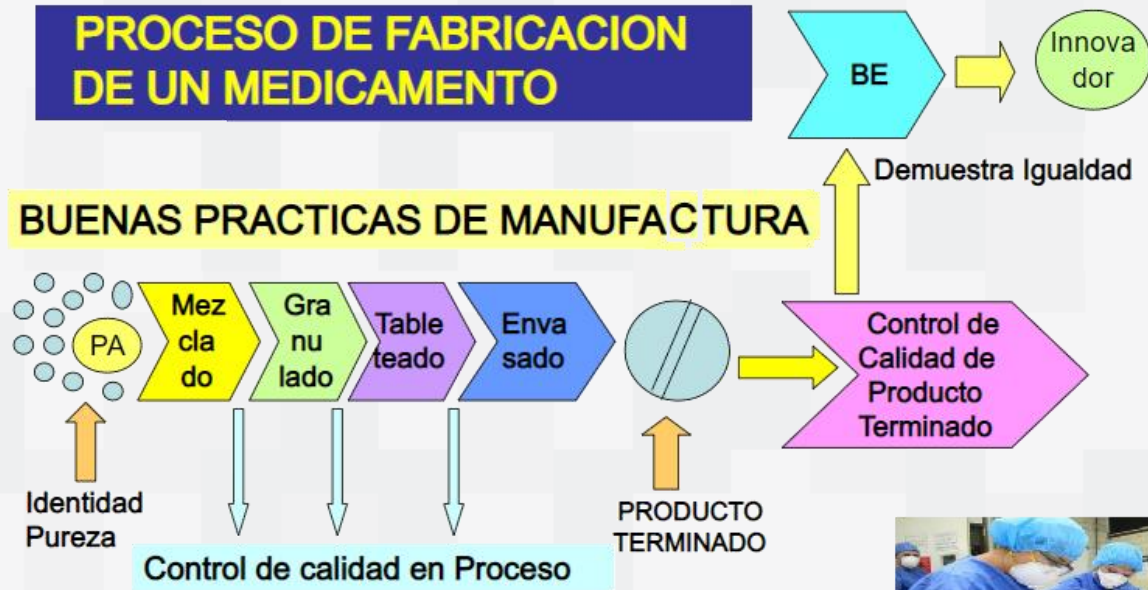 PROCESO DE FABRICACION
DE UN MEDICAMENTO
BE
Innova
dor
Demuestra Igualdad
BUENAS PRACTICAS DE MANUFACTURA
PA
Mez
cla
do
Gra
nu
lado
Table
teado
Enva
sado
Control de
Calidad de
Producto
Terminado
Identidad
Pureza
PRODUCTO
TERMINADO
Control de calidad en Proceso